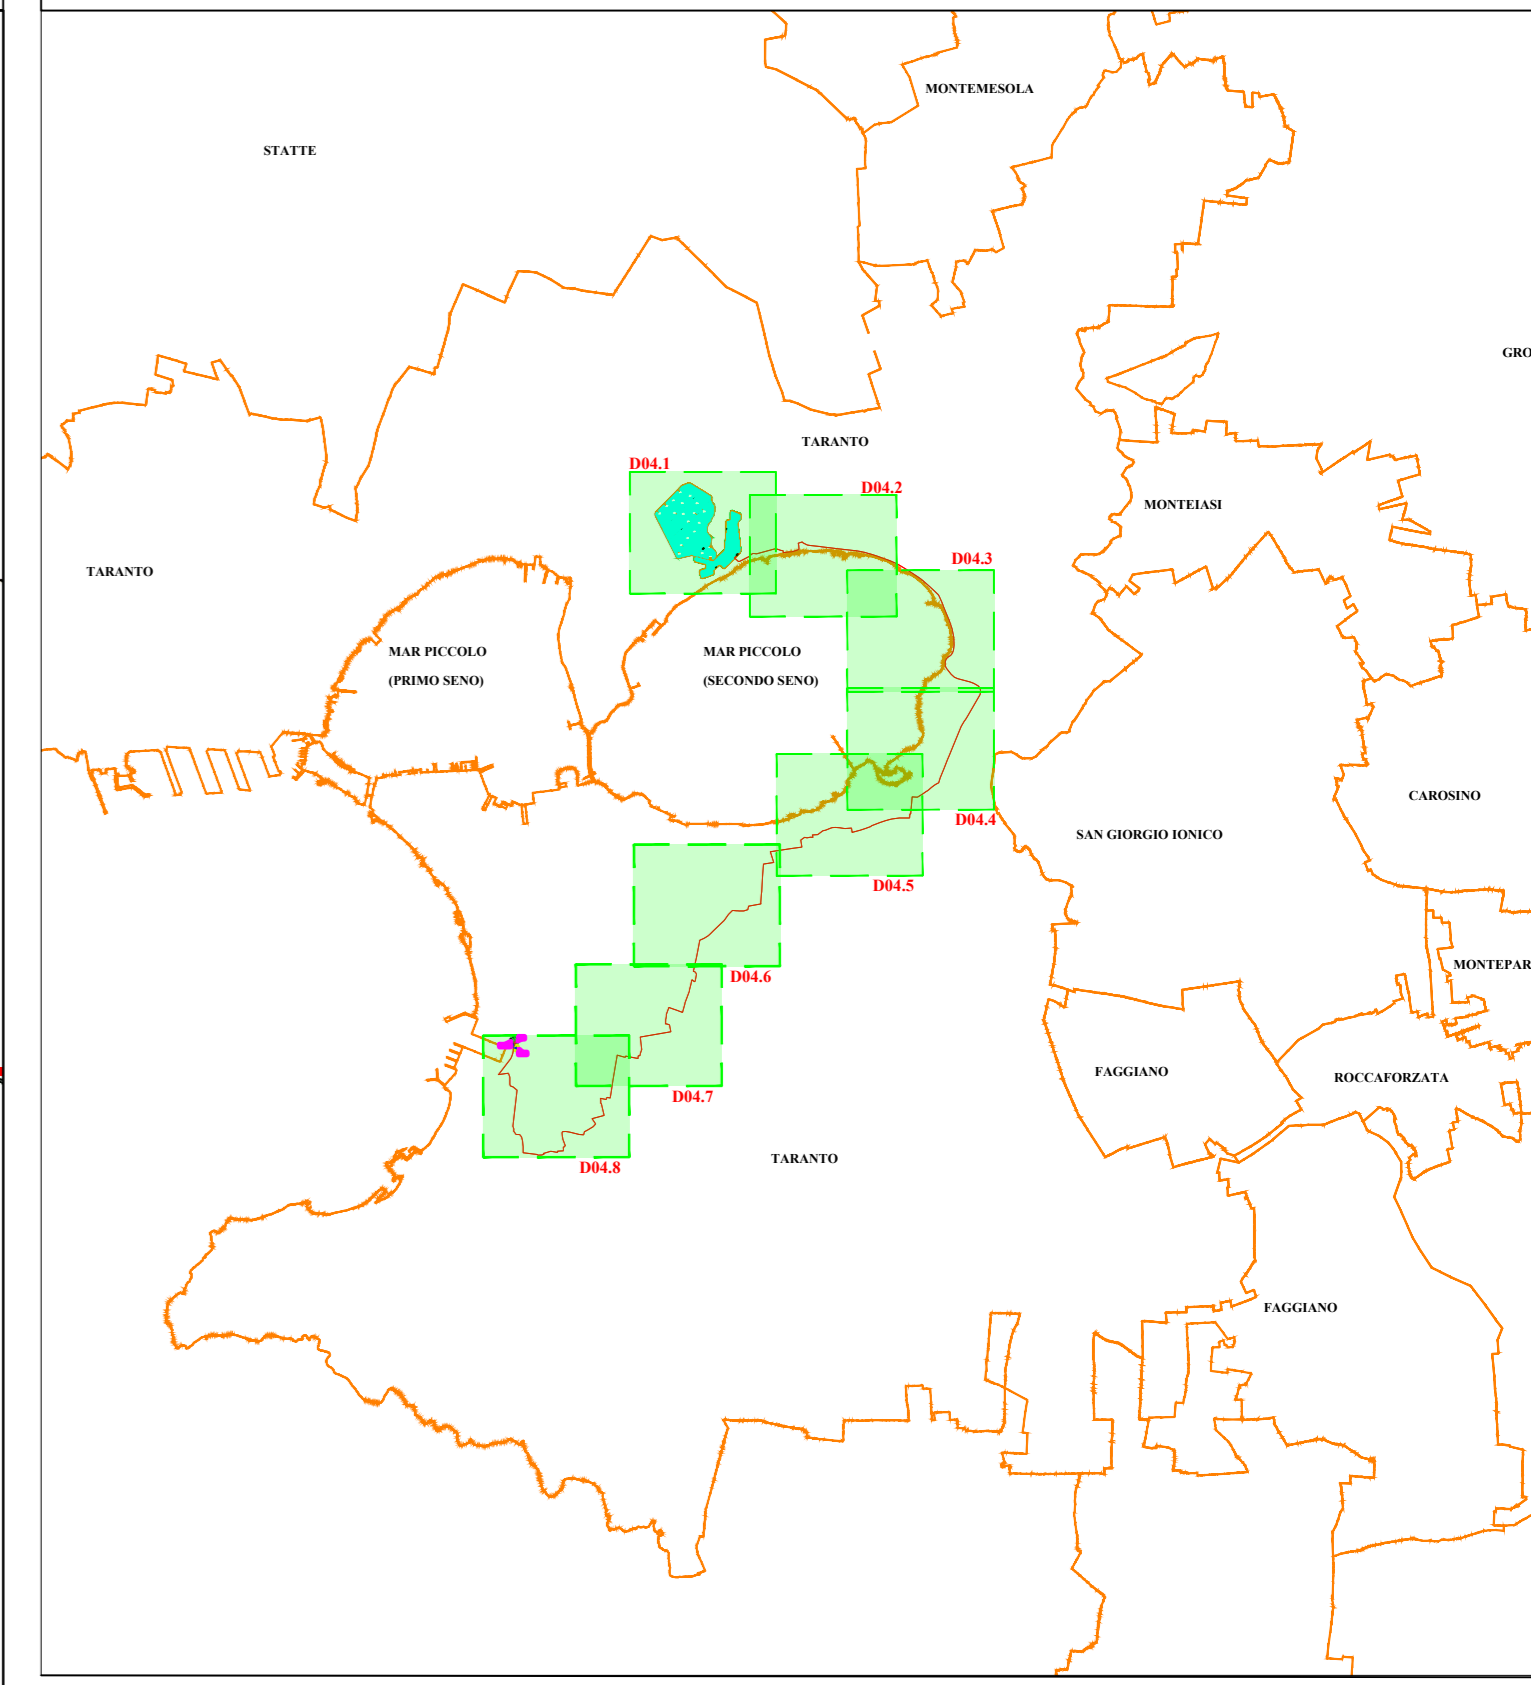 MONTEMESOLA
STATTE
GRO
TARANTO
D04.1
D04.2
MONTEIASI
D04.3
TARANTO
MAR PICCOLO
(PRIMO SENO)
MAR PICCOLO
(SECONDO SENO)
CAROSINO
D04.4
SAN GIORGIO IONICO
D04.5
MONTEPAR
D04.6
FAGGIANO
ROCCAFORZATA
D04.7
TARANTO
D04.8
FAGGIANO